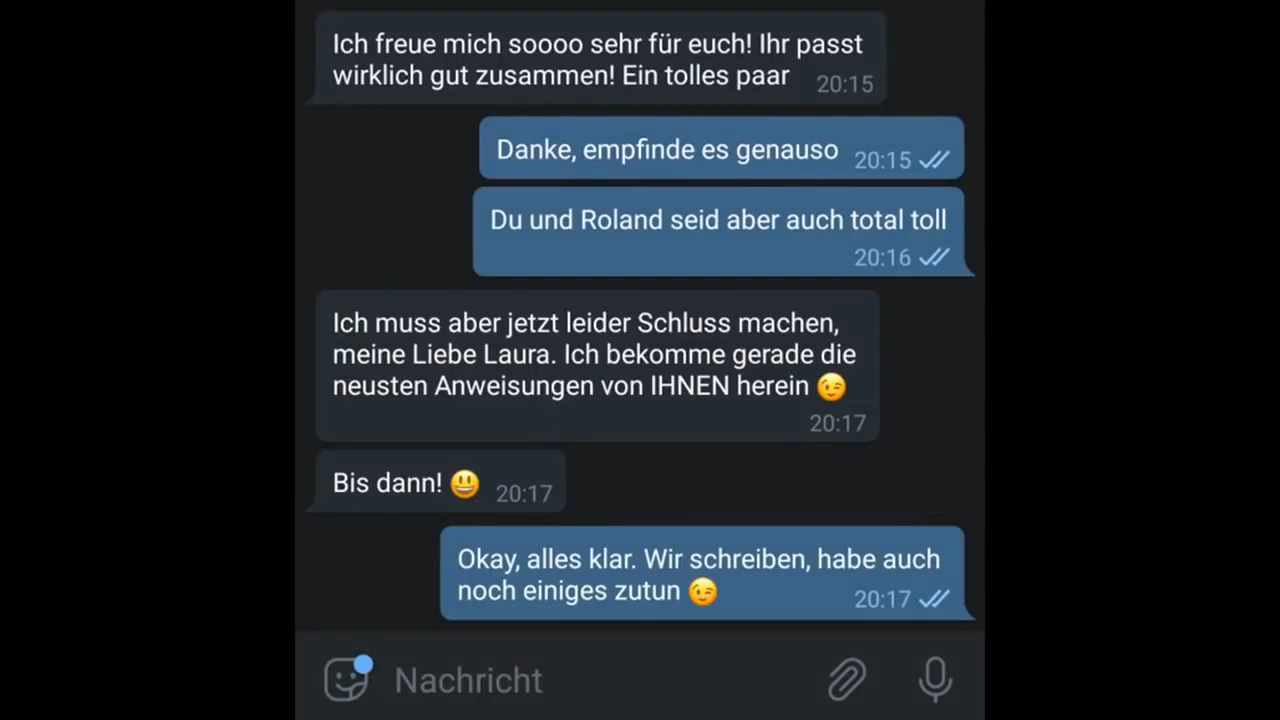 Ich freue mich soooo sehr für euch! Ihr passt
wirklich gut zusammen! Ein tolles paar 20:15
Danke, empfinde es genauso 20:15
Du und Roland seid aber auch total toll
20:16
Ich muss aber jetzt leider Schluss machen,
meine Liebe Laura. Ich bekomme gerade die
neusten Anweisungen von IHNEN herein 😉
20:17
Bis dann! 😃 20:17
Okay, alles klar. Wir schreiben, habe auch
noch einiges zutun 😉 20:17
Nachricht